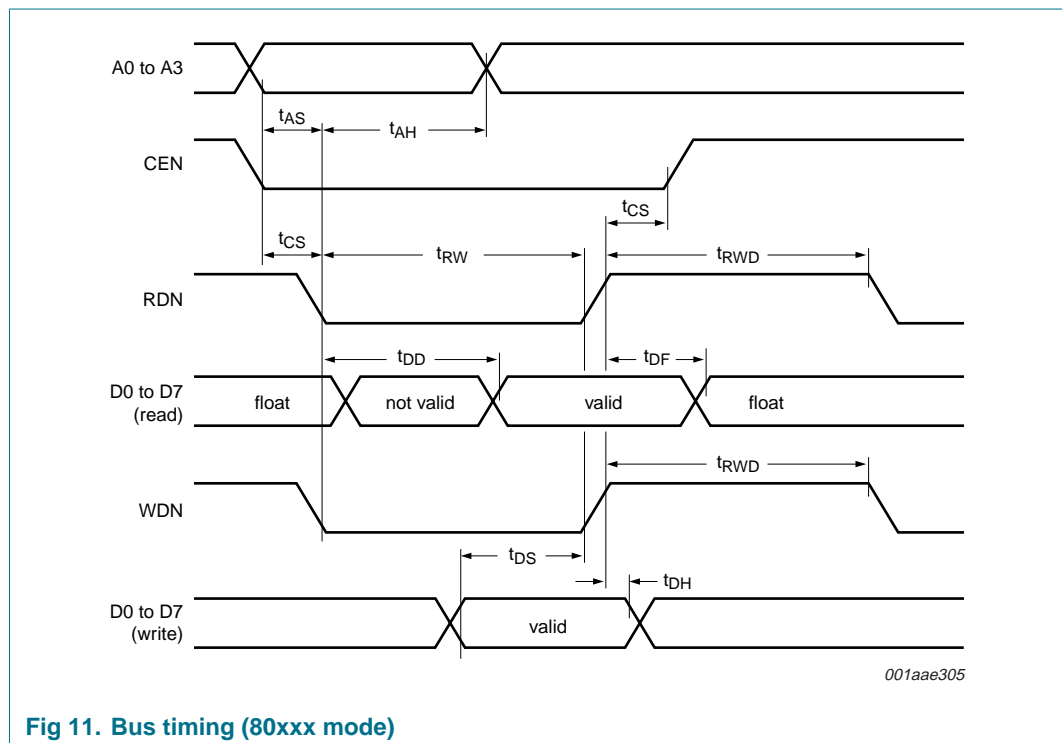 A0 to A3
tAS
tAH
CEN
tCS
tCS
tRW
tRWD
RDN
tDD
tDF
D0 to D7
(read)
float
not valid
valid
float
tRWD
WDN
tDS
tDH
D0 to D7
(write)
valid
001aae305
Fig 11. Bus timing (80xxx mode)